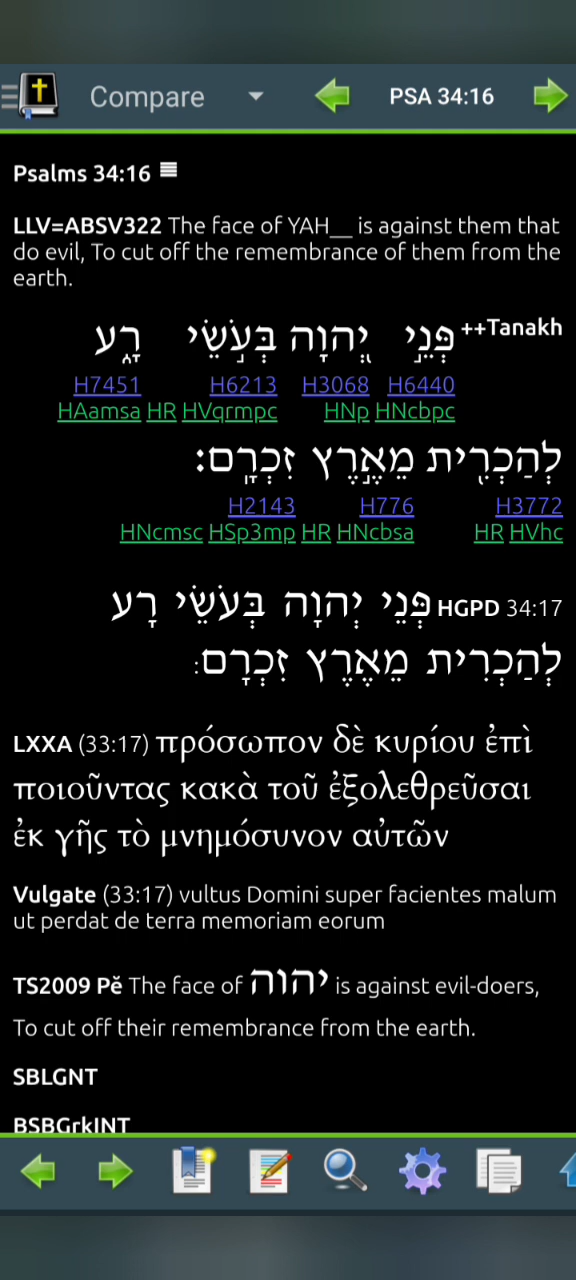 Compare
PSA 34:16
Psalms 34:16
LLV=ABSV322 The face of YAH__ is against them that
do evil, To cut off the remembrance of them from the
earth.
++Tanakh פְּנֵ֣י יְ֭הוָה בְּעֹ֣שֵׂי רָ֑ע
H6440 H3068 H6213 H7451
HNcbpc HNp HVqrmpc HR HAamsa
לְהַכְרִ֖ית מֵאֶ֣רֶץ זִכְרָֽם׃
H3772 H776 H2143
HVhc HR HNcbsa HR HSp3mp HNcmsc
HGPD 34:17 פְּנֵי יְהוָה בְּעֹשֵׂי רָע
לְהַכְרִית מֵאֶרֶץ זִכְרָם׃
LXXA (33:17) πρόσωπον δὲ κυρίου ἐπὶ
ποιοῦντας κακὰ τοῦ ἐξολεθρεῦσαι
ἐκ γῆς τὸ μνημόσυνον αὐτῶν
Vulgate (33:17) vultus Domini super facientes malum
ut perdat de terra memoriam eorum
TS2009 Pĕ The face of יהוה is against evil-doers,
To cut off their remembrance from the earth.
SBLGNT
BSBGrkINT